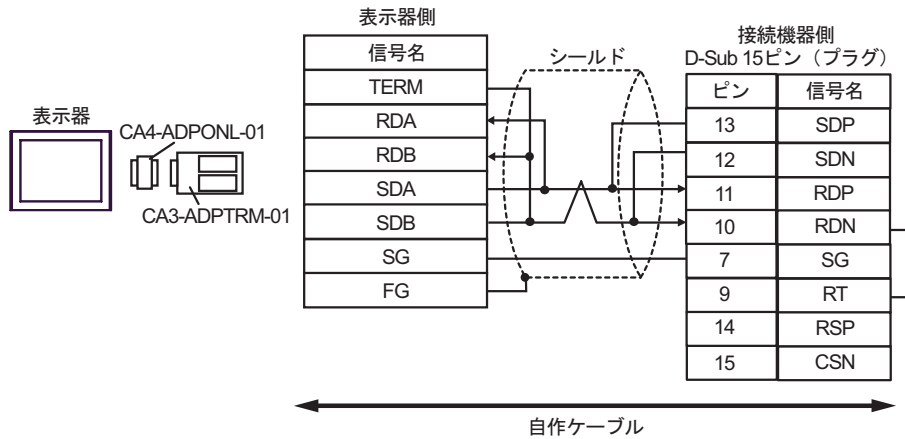 表示器側
接続機器側
D-Sub 15ピン（プラグ）
シールド
信号名
TERM
RDA
RDB
SDA
SDB
SG
FG
ピン 信号名
13 SDP
12 SDN
11 RDP
10 RDN
7 SG
9 RT
14 RSP
15 CSN
表示器
CA4-ADPONL-01
CA3-ADPTRM-01
自作ケーブル